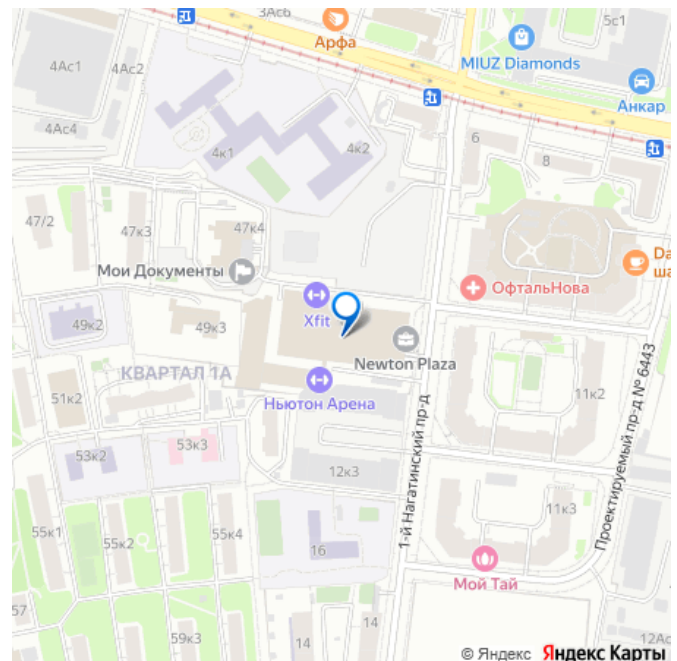 3Ас6
5с1
4Ас1
4Ас2
Арфа
MIUZ Diamonds
Анкар
4Ас4
4к1
4к2
6
8
47/2
47к3
47к4
Мои Документы
Da
ша
ОфтальНова
Xfit
49к2
49к3
Newton Plaza
КВАРТАЛ 1А
Ньютон Арена
11к2
51к2
53к2
53к3
12к3
1-й Нагатинский пр-д
Проектируемый пр-д № 6443
55к1
55к2
55к4
16
11к3
Мой Тай
57
59к3
14
14
12Ас
© Яндекс Яндекс Карты